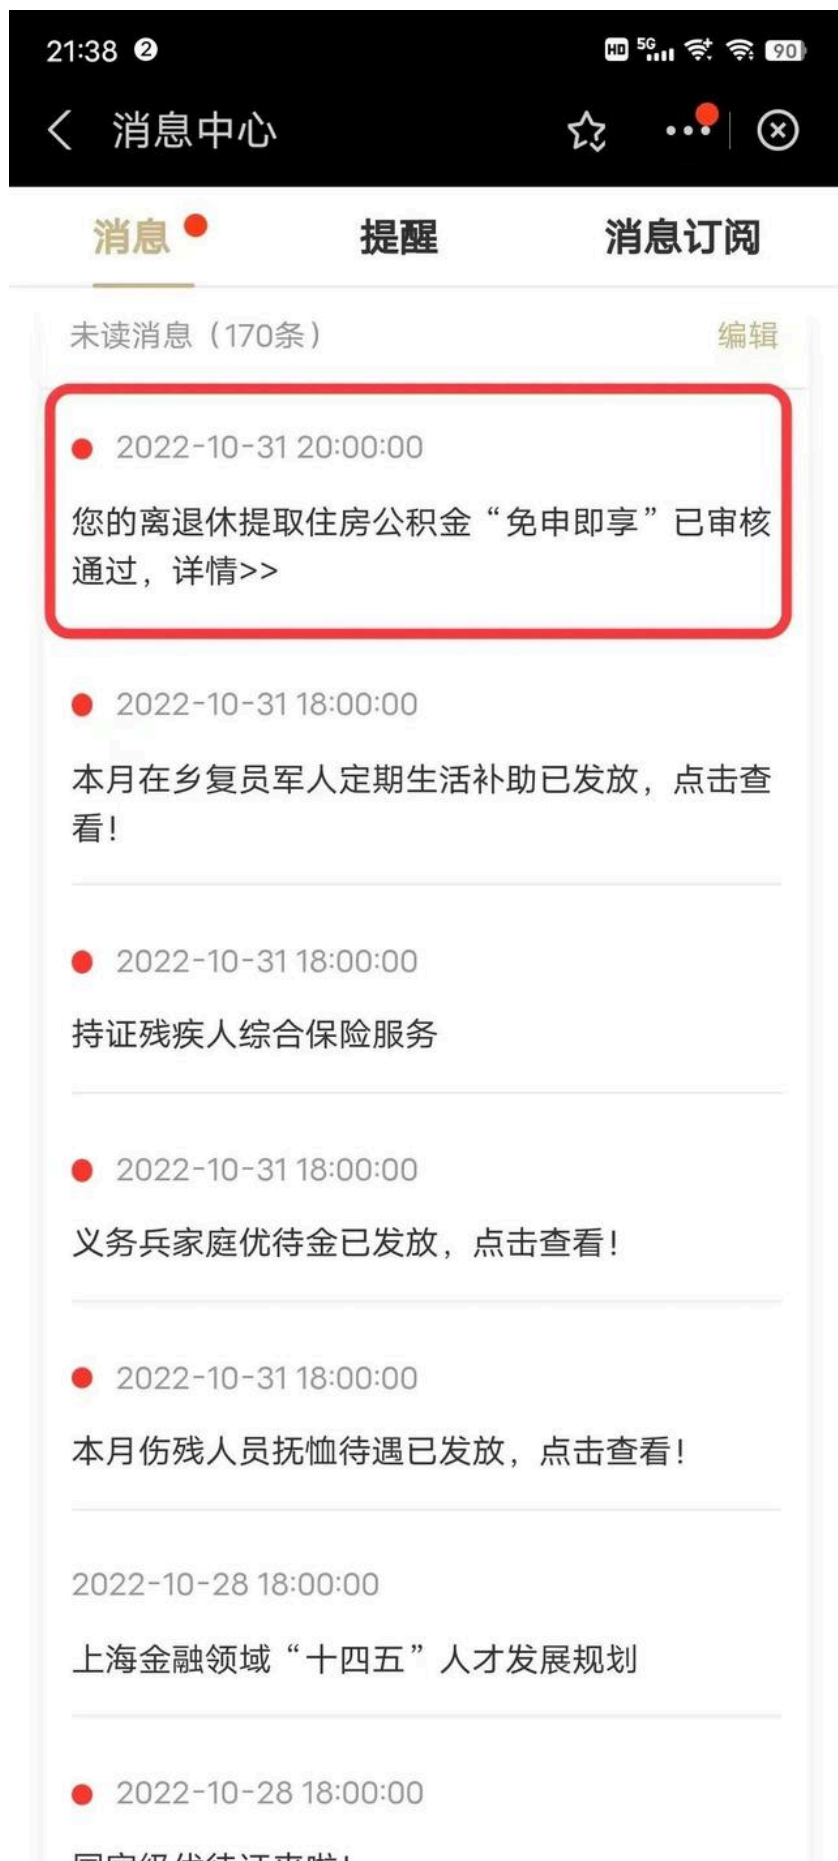 21:38 2
HD 5G 90
消息中心
消息 提醒 消息订阅
未读消息（170条） 编辑
2022-10-31 20:00:00
您的离退休提取住房公积金“免申即享”已审核
通过，详情>>
2022-10-31 18:00:00
本月在乡复员军人定期生活补助已发放，点击查
看！
2022-10-31 18:00:00
持证残疾人综合保险服务
2022-10-31 18:00:00
义务兵家庭优待金已发放，点击查看！
2022-10-31 18:00:00
本月伤残人员抚恤待遇已发放，点击查看！
2022-10-28 18:00:00
上海金融领域“十四五”人才发展规划
2022-10-28 18:00:00